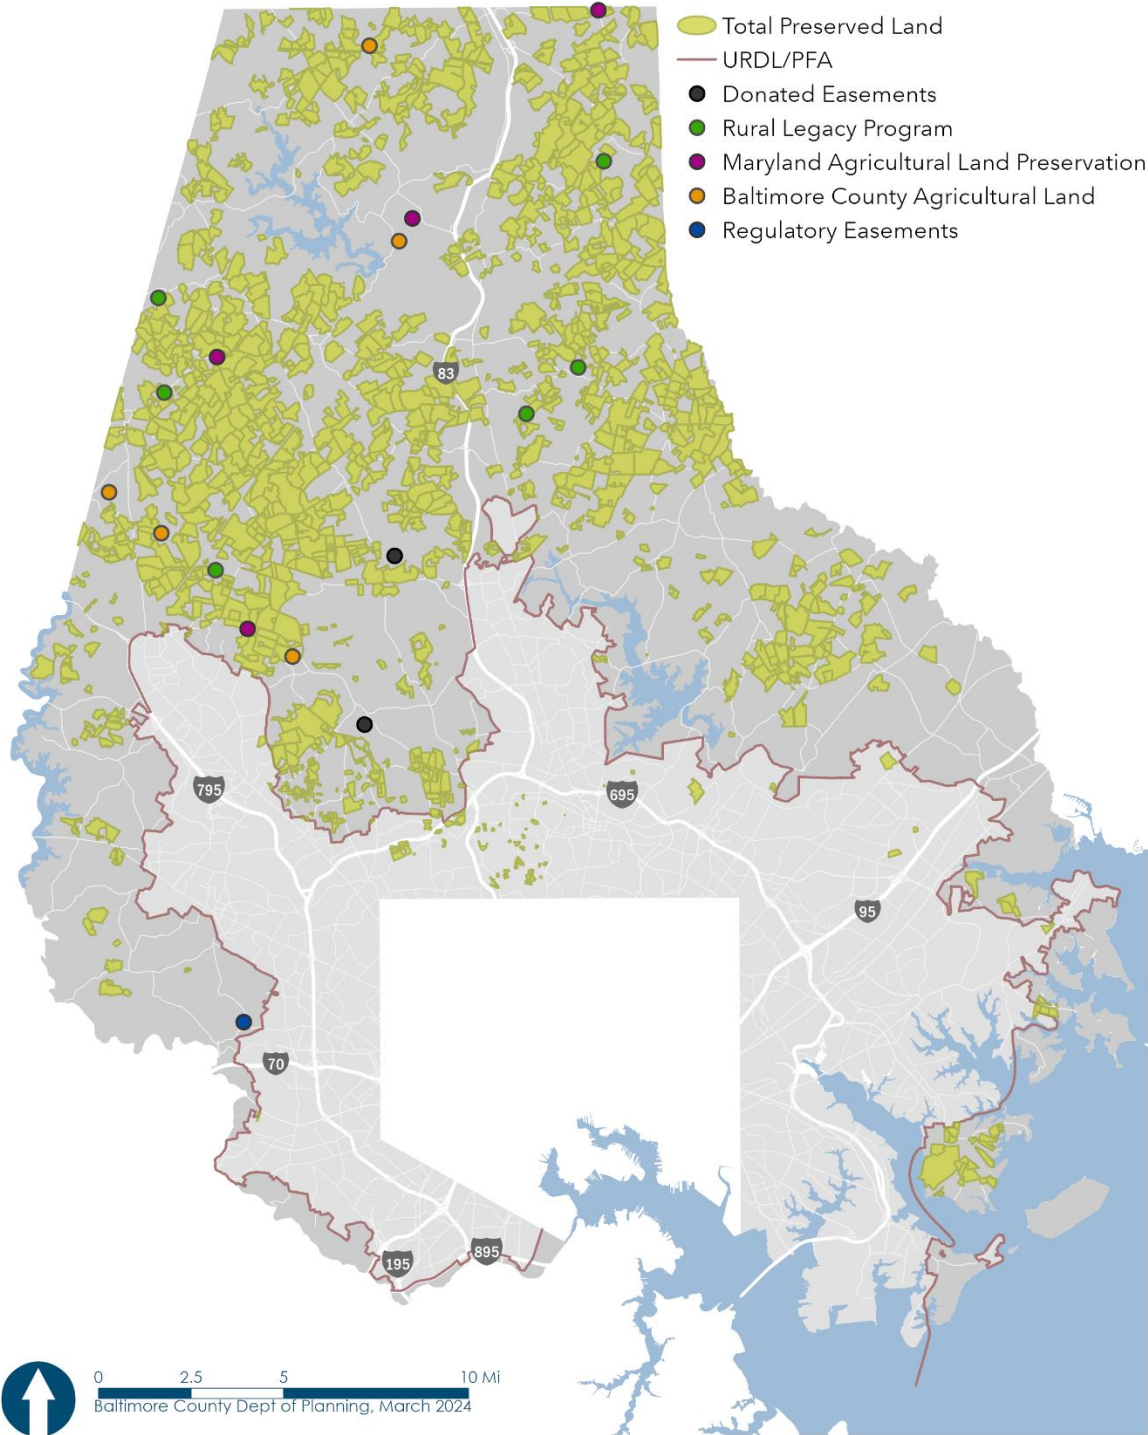 Total Preserved Land
URDL/PFA
Donated Easements
Rural Legacy Program
Maryland Agricultural Land Preservation
Baltimore County Agricultural Land
Regulatory Easements
83
795
695
95
70
195
895
0 2.5 5 10 Mi
Baltimore County Dept of Planning, March 2024